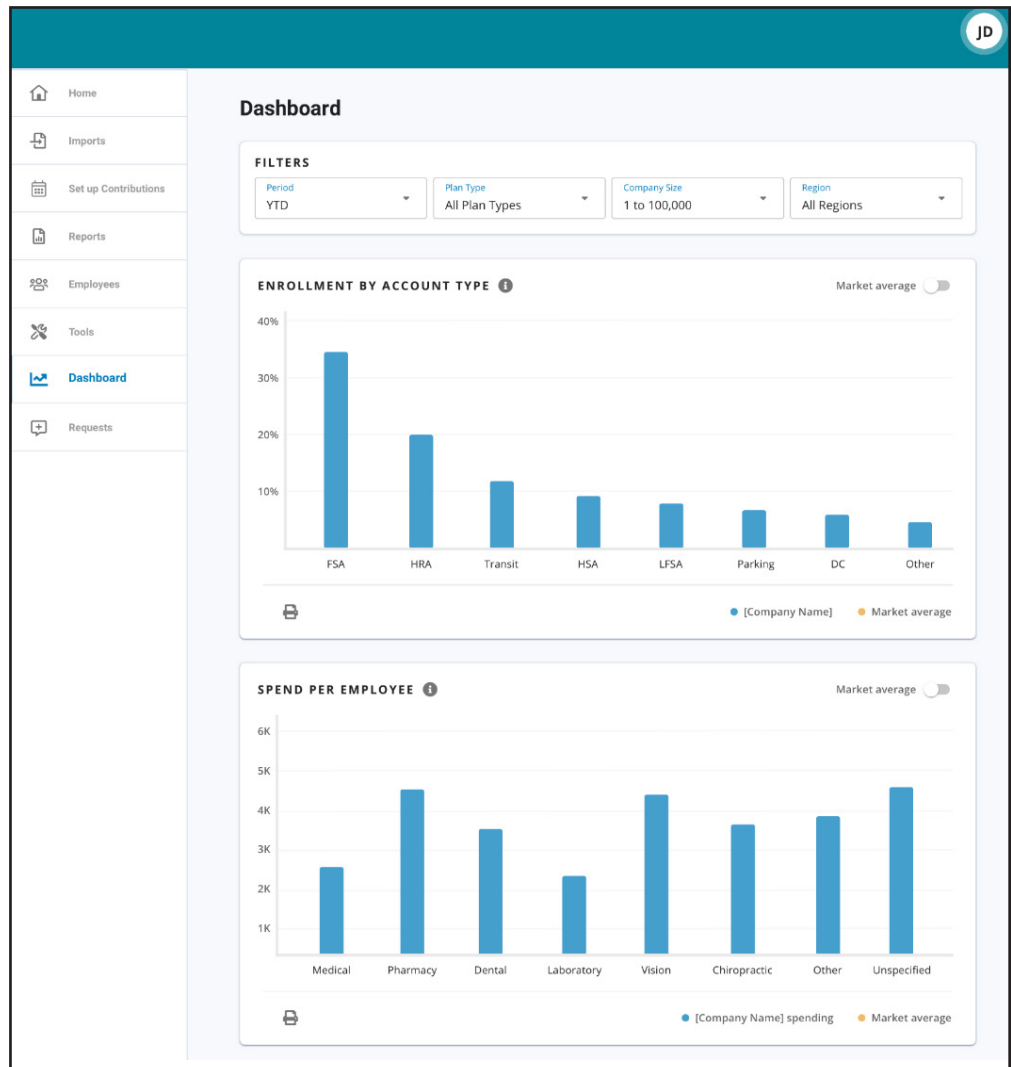 JD
Home
Imports
Set up Contributions
Reports
Employees
Tools
Dashboard
Requests
Dashboard
FILTERS
Period
YTD
Plan Type
All Plan Types
Company Size
1 to 100,000
Region
All Regions
ENROLLMENT BY ACCOUNT TYPE
Market average
40%
30%
20%
10%
FSA HRA Transit HSA LFSA Parking DC Other
[Company Name] Market average
SPEND PER EMPLOYEE
Market average
6K
5K
4K
3K
2K
1K
Medical Pharmacy Dental Laboratory Vision Chiropractic Other Unspecified
[Company Name] spending Market average